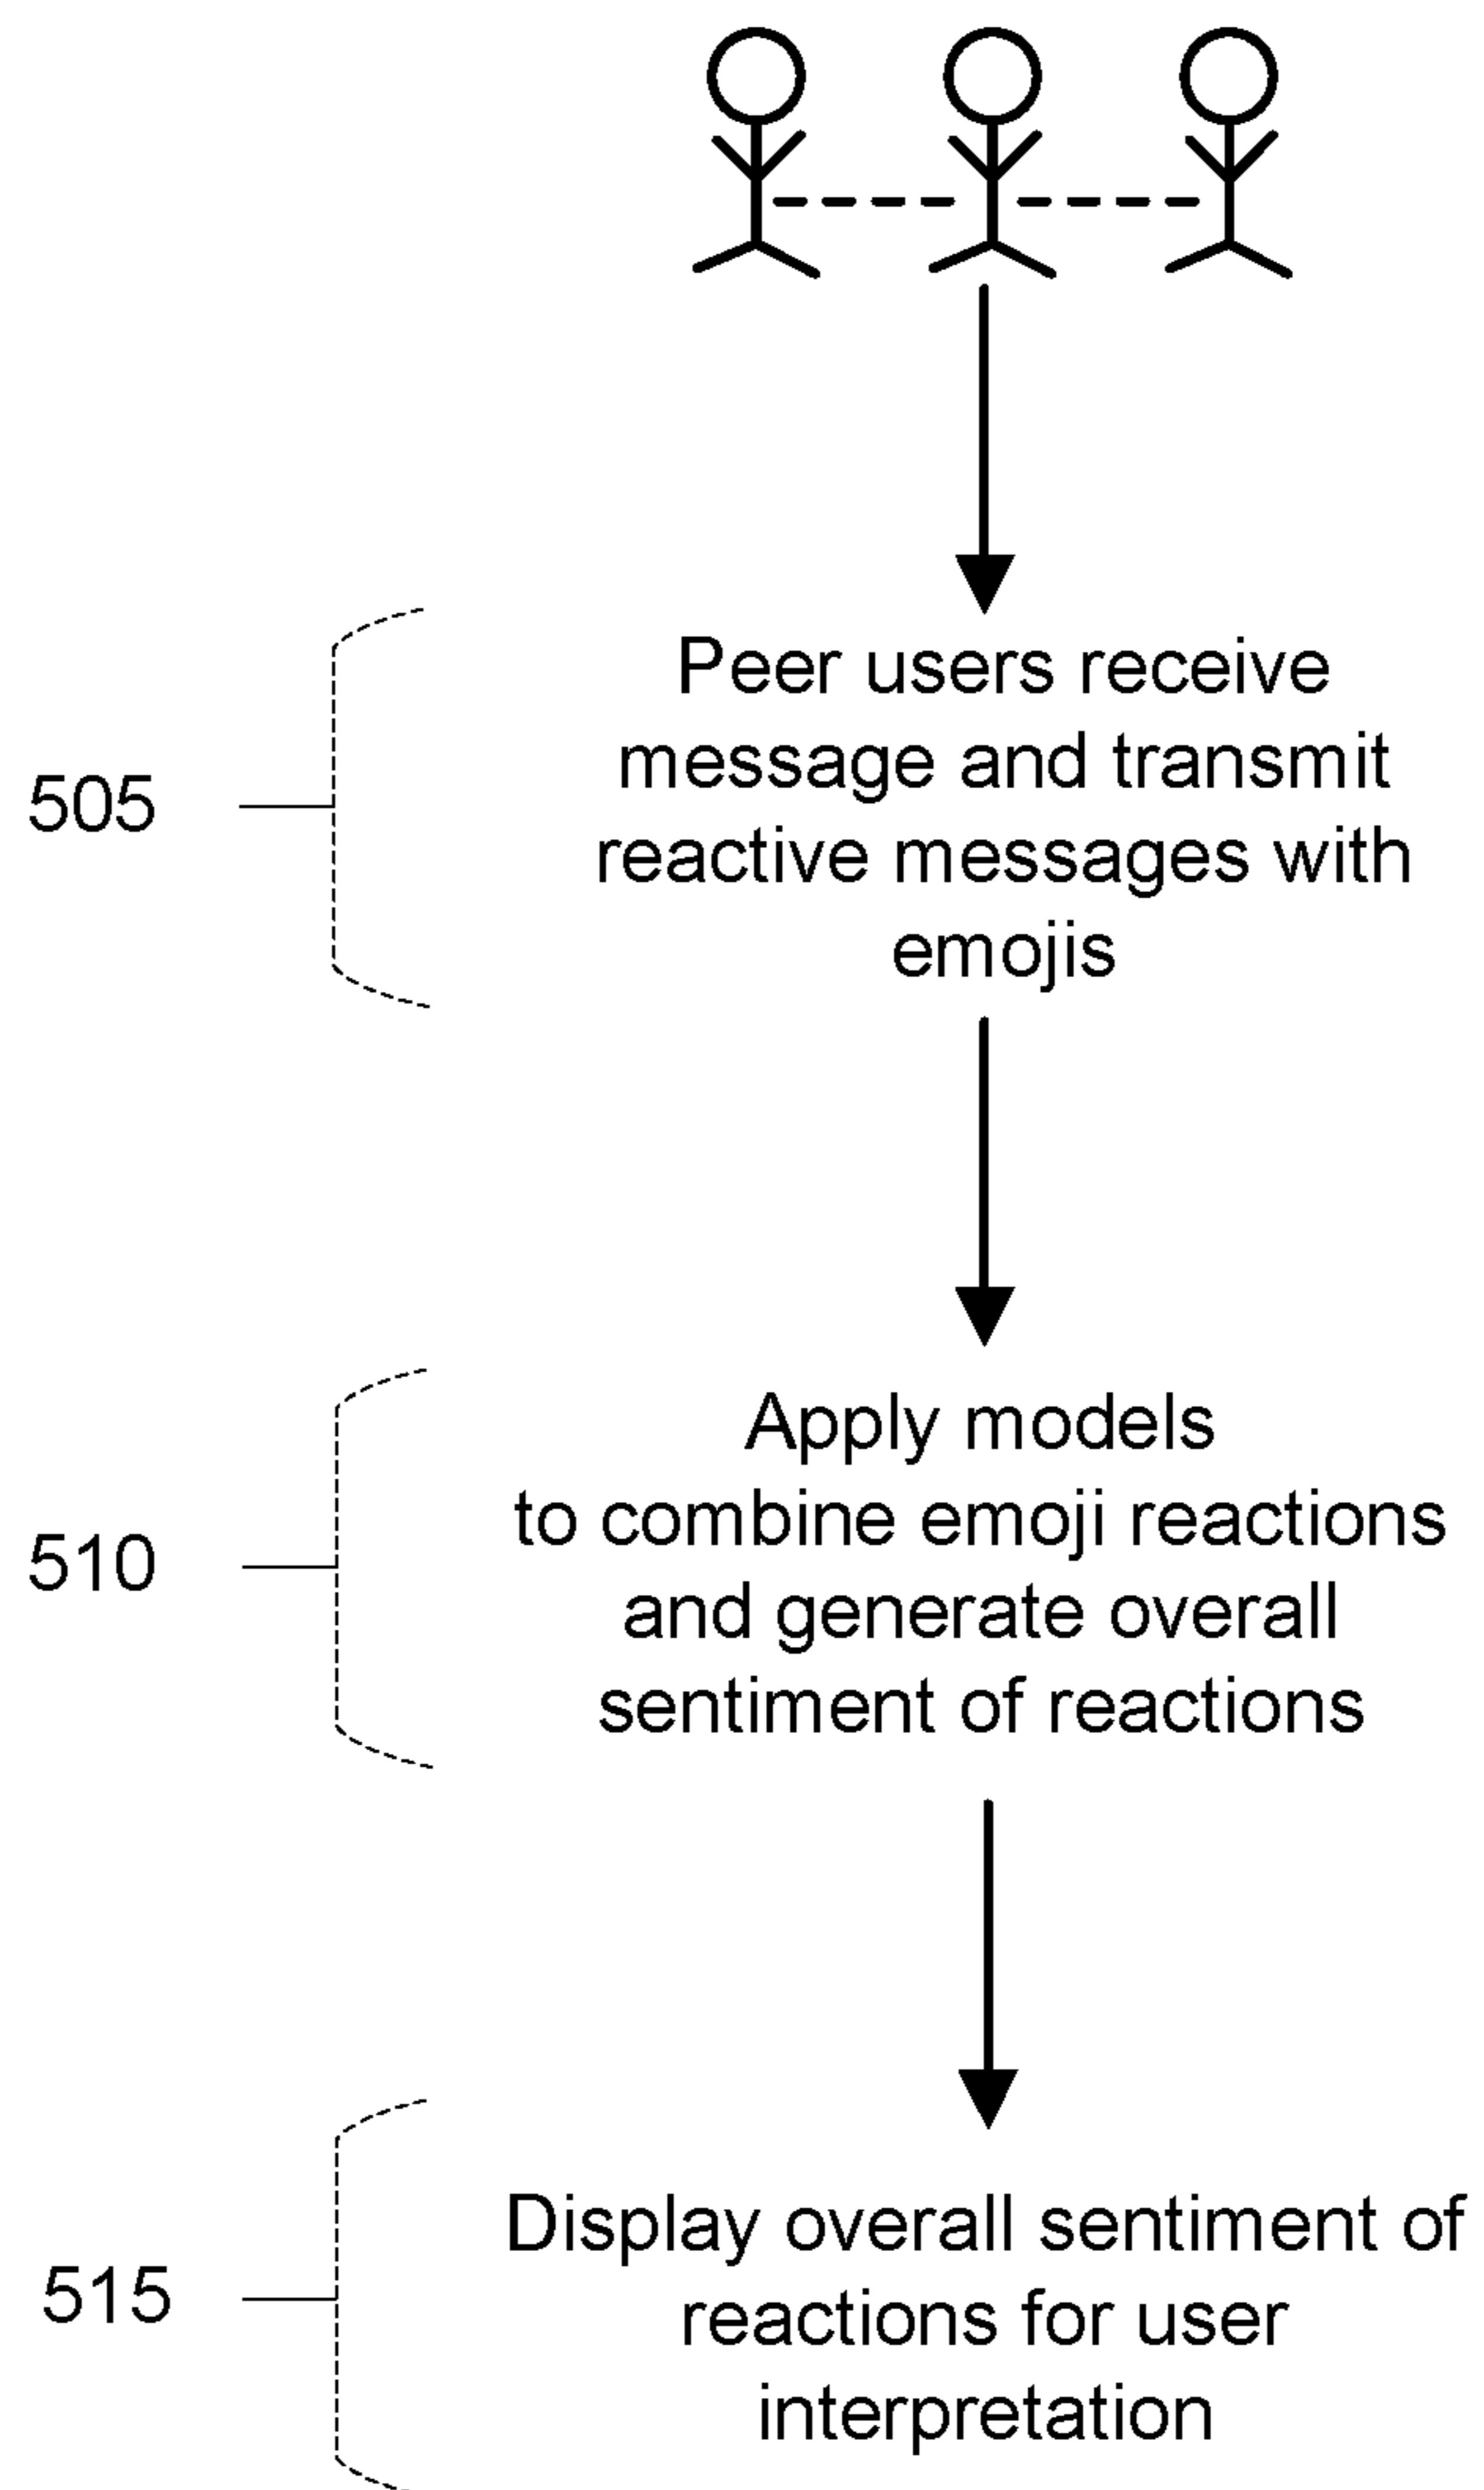 Peer users receive
message and transmit
reactive messages with
emojis
505
Apply models
to combine emoji reactions
and generate overall
sentiment of reactions
510
Display overall sentiment of
reactions for user
interpretation
515